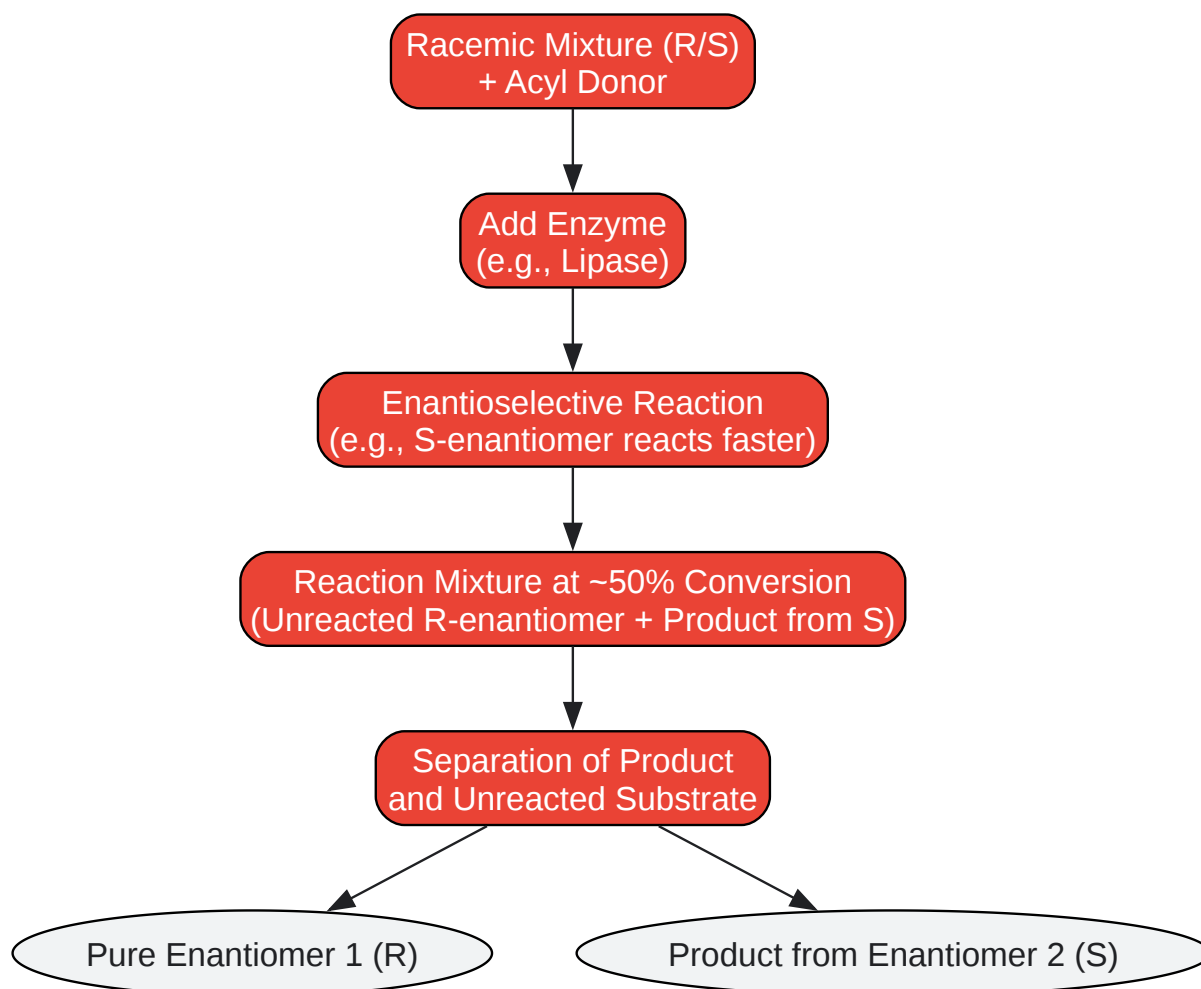 Racemic Mixture (R/S)
+ Acyl Donor
Add Enzyme
(e.g., Lipase)
Enantioselective Reaction
(e.g., S-enantiomer reacts faster)
Reaction Mixture at ~50% Conversion
(Unreacted R-enantiomer + Product from S)
Separation of Product
and Unreacted Substrate
Pure Enantiomer 1 (R)
Product from Enantiomer 2 (S)